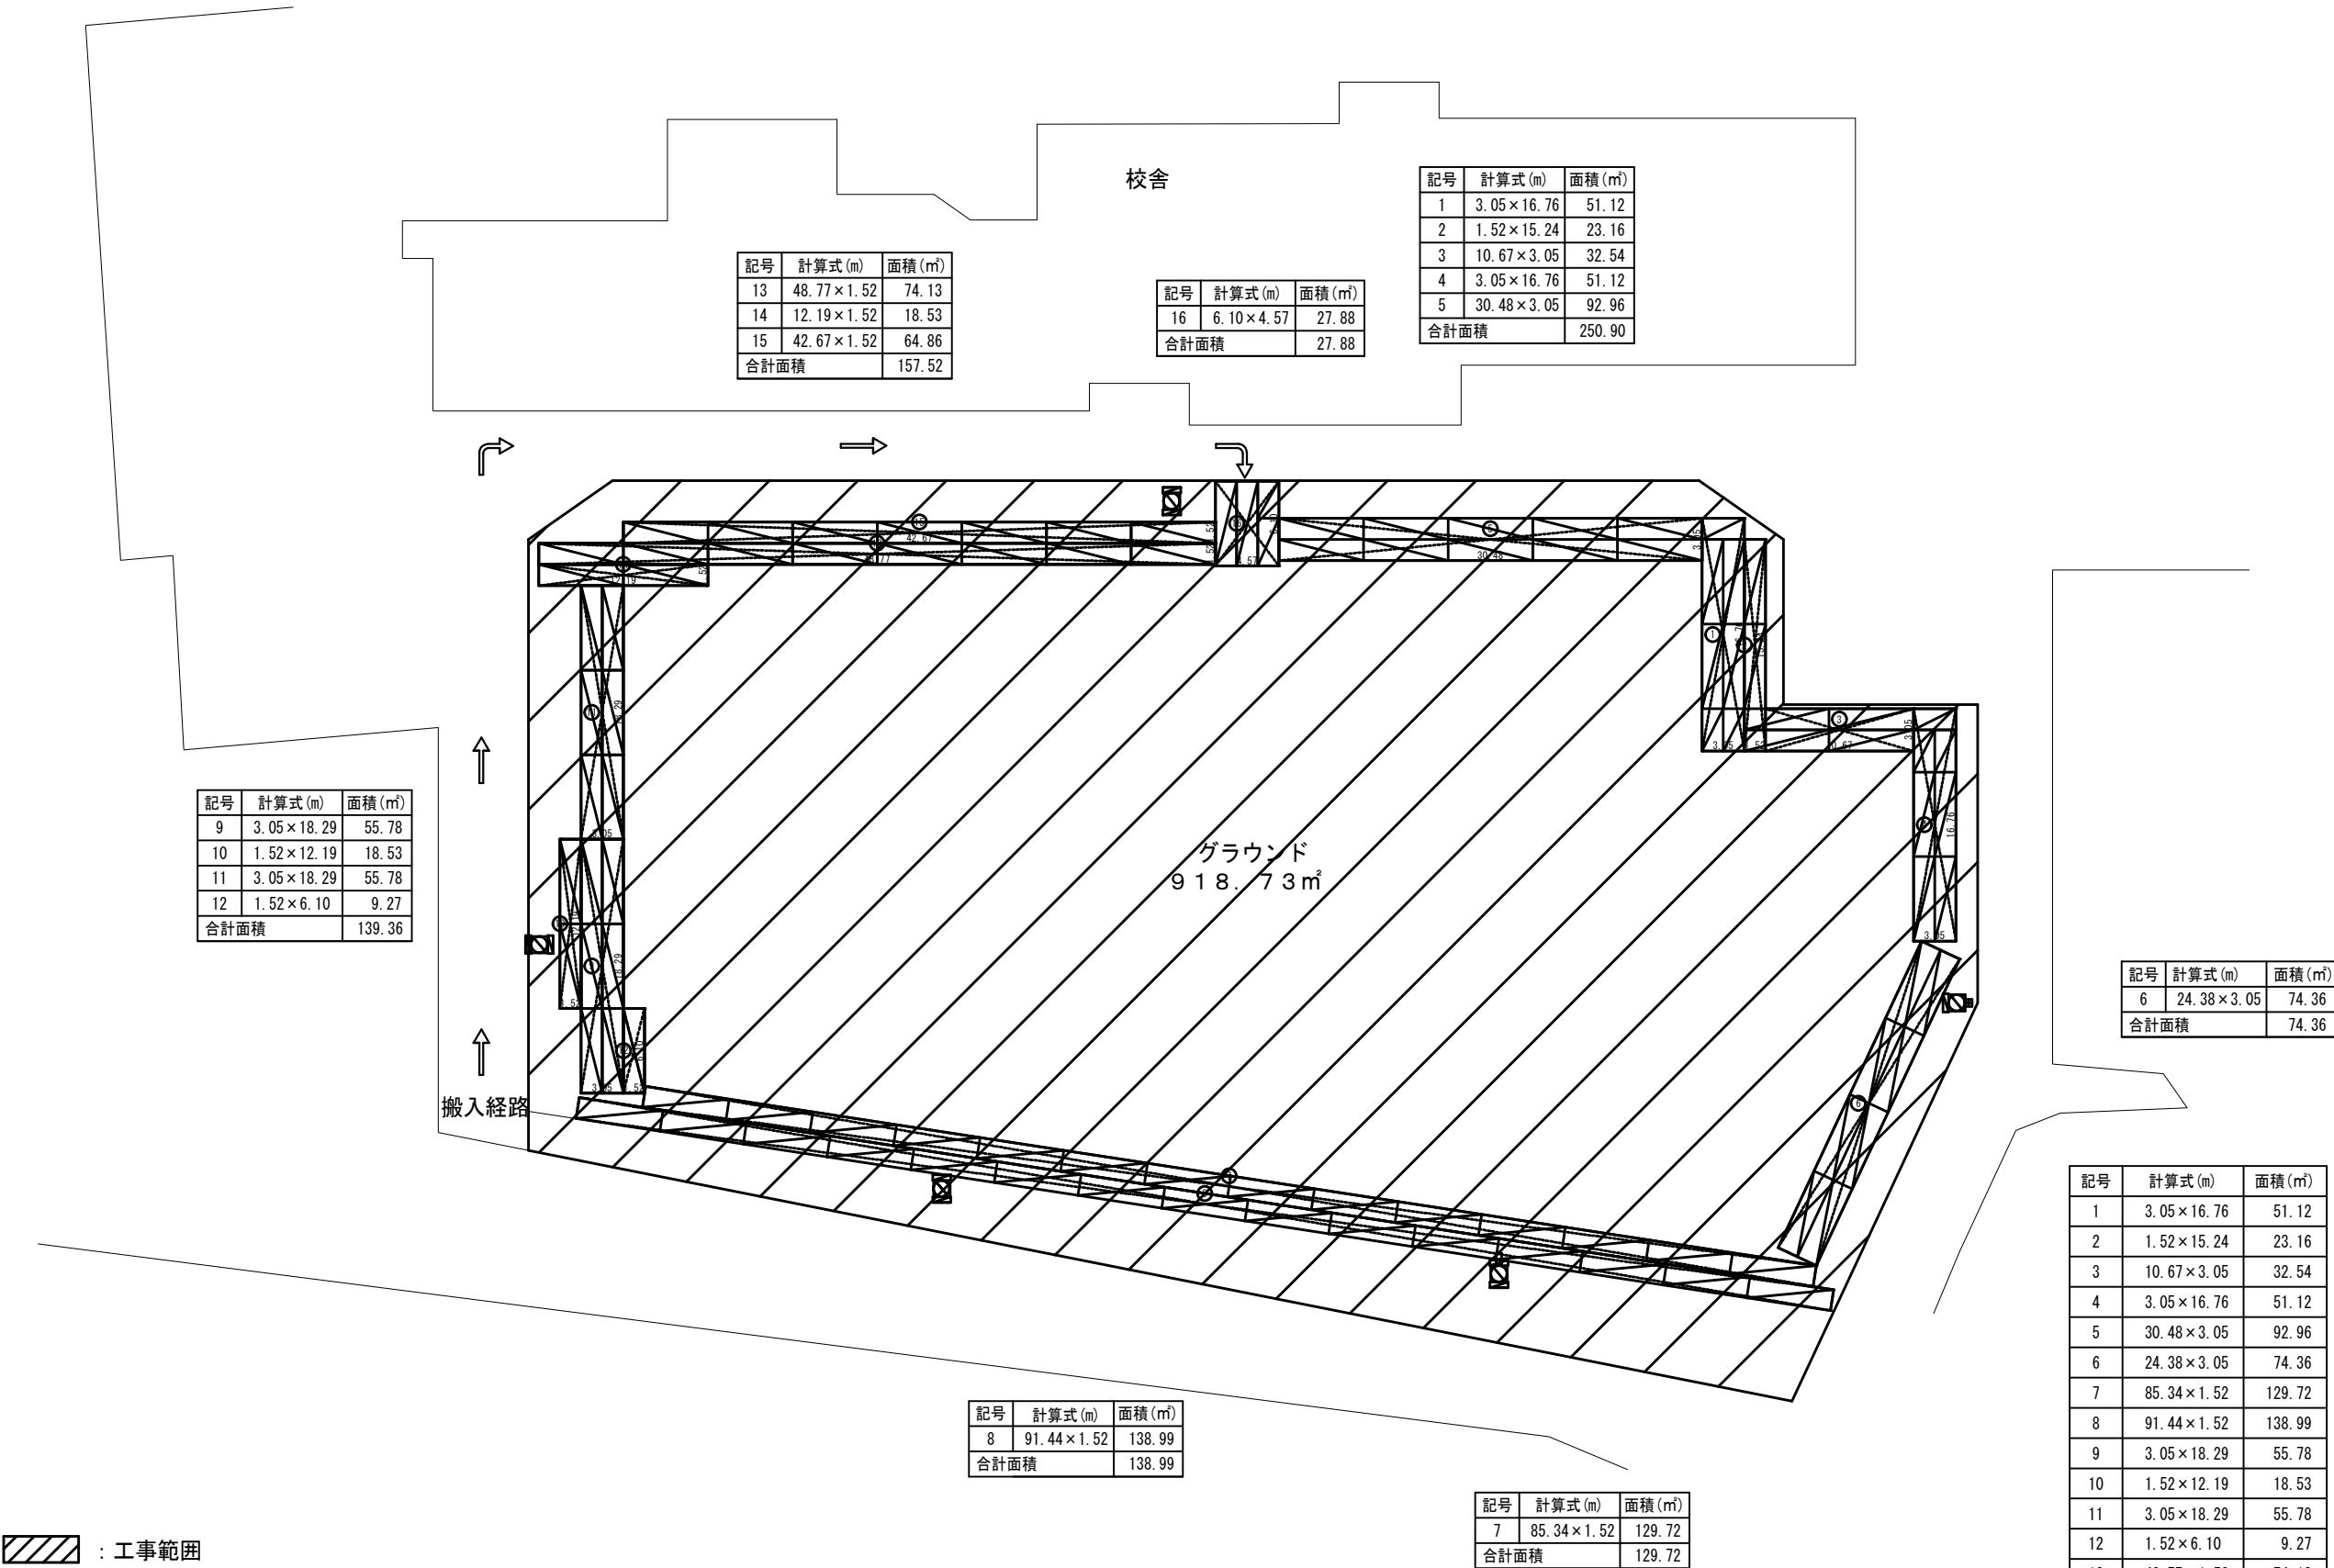 校舎
記号 計算式(m) 面積(㎡)
1 3.05×16.76 51.12
2 1.52×15.24 23.16
3 10.67×3.05 32.54
4 3.05×16.76 51.12
5 30.48×3.05 92.96
合計面積 250.90
記号 計算式(m) 面積(㎡)
13 48.77×1.52 74.13
14 12.19×1.52 18.53
15 42.67×1.52 64.86
合計面積 157.52
記号 計算式(m) 面積(㎡)
16 6.10×4.57 27.88
合計面積 27.88
42.67
30.48
12.19
18.29
3.05
記号 計算式(m) 面積(㎡)
9 3.05×18.29 55.78
10 1.52×12.19 18.53
11 3.05×18.29 55.78
12 1.52×6.10 9.27
合計面積 139.36
グラウンド
918.73㎡
16.76
3.05
18.29
記号 計算式(m) 面積(㎡)
6 24.38×3.05 74.36
合計面積 74.36
搬入経路
記号 計算式(m) 面積(㎡)
1 3.05×16.76 51.12
2 1.52×15.24 23.16
3 10.67×3.05 32.54
4 3.05×16.76 51.12
5 30.48×3.05 92.96
6 24.38×3.05 74.36
7 85.34×1.52 129.72
8 91.44×1.52 138.99
9 3.05×18.29 55.78
10 1.52×12.19 18.53
11 3.05×18.29 55.78
12 1.52×6.10 9.27
記号 計算式(m) 面積(㎡)
8 91.44×1.52 138.99
合計面積 138.99
記号 計算式(m) 面積(㎡)
7 85.34×1.52 129.72
合計面積 129.72
：工事範囲